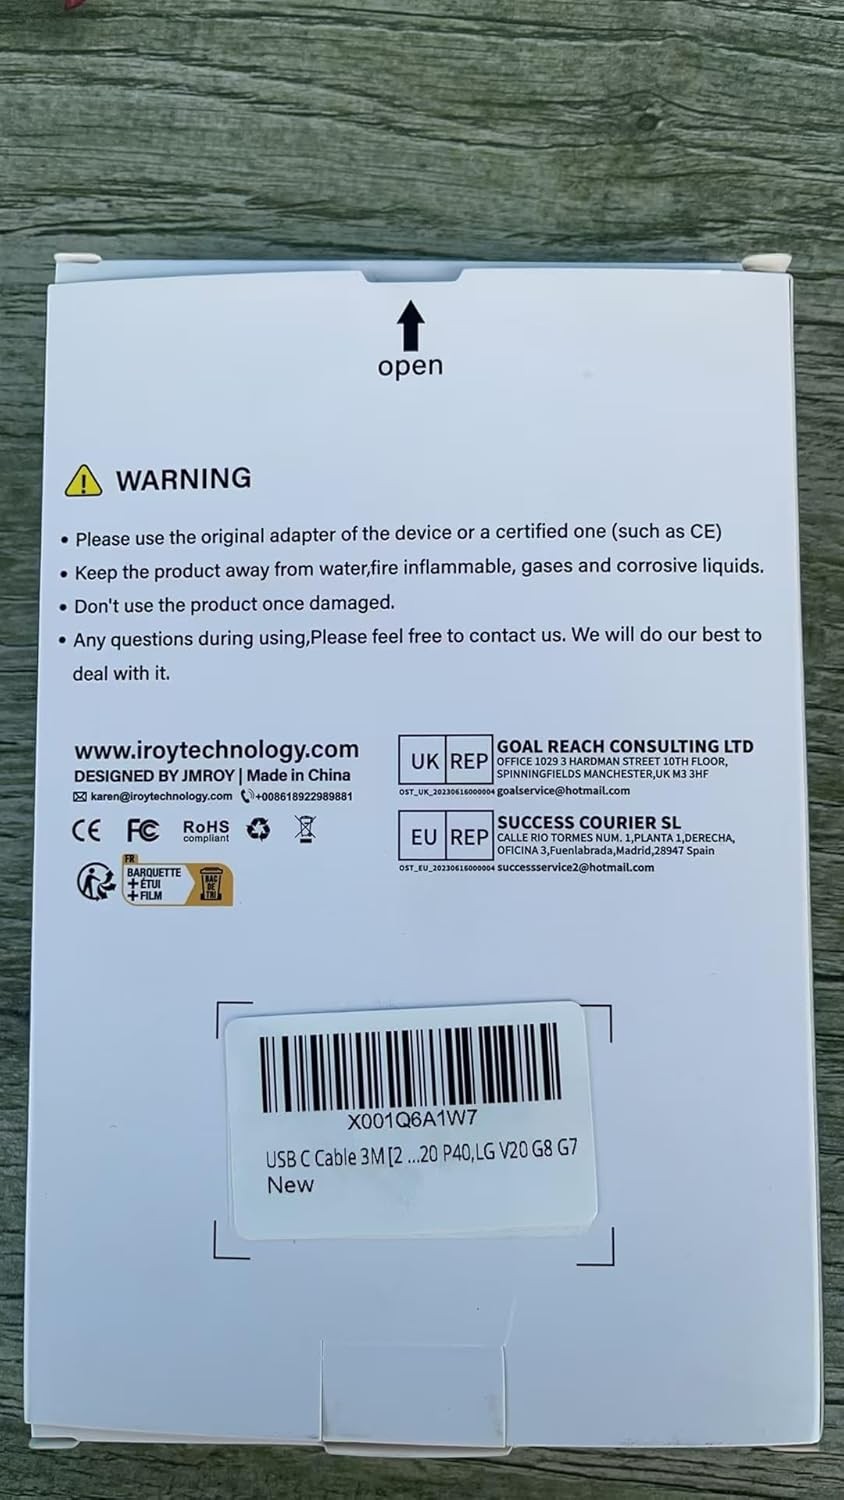 open
WARNING
• Please use the original adapter of the device or a certified one (such as CE)
• Keep the product away from water,fire inflammable, gases and corrosive liquids.
• Don't use the product once damaged.
• Any questions during using,Please feel free to contact us. We will do our best to
deal with it.
www.iroytechnology.com
DESIGNED BY JMROY | Made in China
karen@iroytechnology.com +008618922989881
CE FC RoHS
compliant
FR
BARQUETTE
+ÉTUI
+FILM
BAC
DE
TRI
UK REP
GOAL REACH CONSULTING LTD
OFFICE 1029 3 HARDMAN STREET 10TH FLOOR,
SPINNINGFIELDS MANCHESTER,UK M3 3HF
OST_UK_20230616000004 goalservice@hotmail.com
EU REP
SUCCESS COURIER SL
CALLE RIO TORMES NUM. 1,PLANTA 1,DERECHA,
OFICINA 3,Fuenlabrada,Madrid,28947 Spain
OST_EU_20230616000004 successservice2@hotmail.com
X001Q6A1W7
USB C Cable 3M [2 ...20 P40,LG V20 G8 G7
New